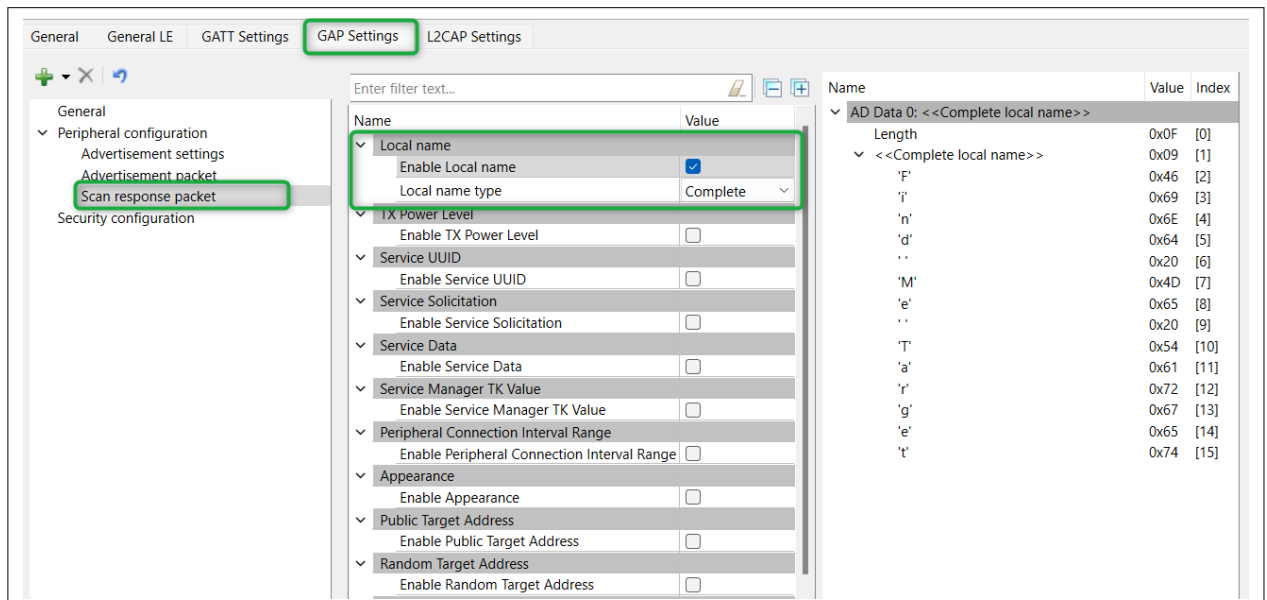 General General LE GATT Settings GAP Settings L2CAP Settings
General
Peripheral configuration
Advertisement settings
Advertisement packet
Scan response packet
Security configuration
Enter filter text...
Name Value
Local name
Enable Local name
Local name type Complete
TX Power Level
Enable TX Power Level
Service UUID
Enable Service UUID
Service Solicitation
Enable Service Solicitation
Service Data
Enable Service Data
Service Manager TK Value
Enable Service Manager TK Value
Peripheral Connection Interval Range
Enable Peripheral Connection Interval Range
Appearance
Enable Appearance
Public Target Address
Enable Public Target Address
Random Target Address
Enable Random Target Address
Name Value Index
AD Data 0: <<Complete local name>>
Length 0x0F [0]
<<Complete local name>> 0x09 [1]
'F' 0x46 [2]
'i' 0x69 [3]
'n' 0x6E [4]
'd' 0x64 [5]
' ' 0x20 [6]
'M' 0x4D [7]
'e' 0x65 [8]
' ' 0x20 [9]
'T' 0x54 [10]
'a' 0x61 [11]
'r' 0x72 [12]
'g' 0x67 [13]
'e' 0x65 [14]
't' 0x74 [15]